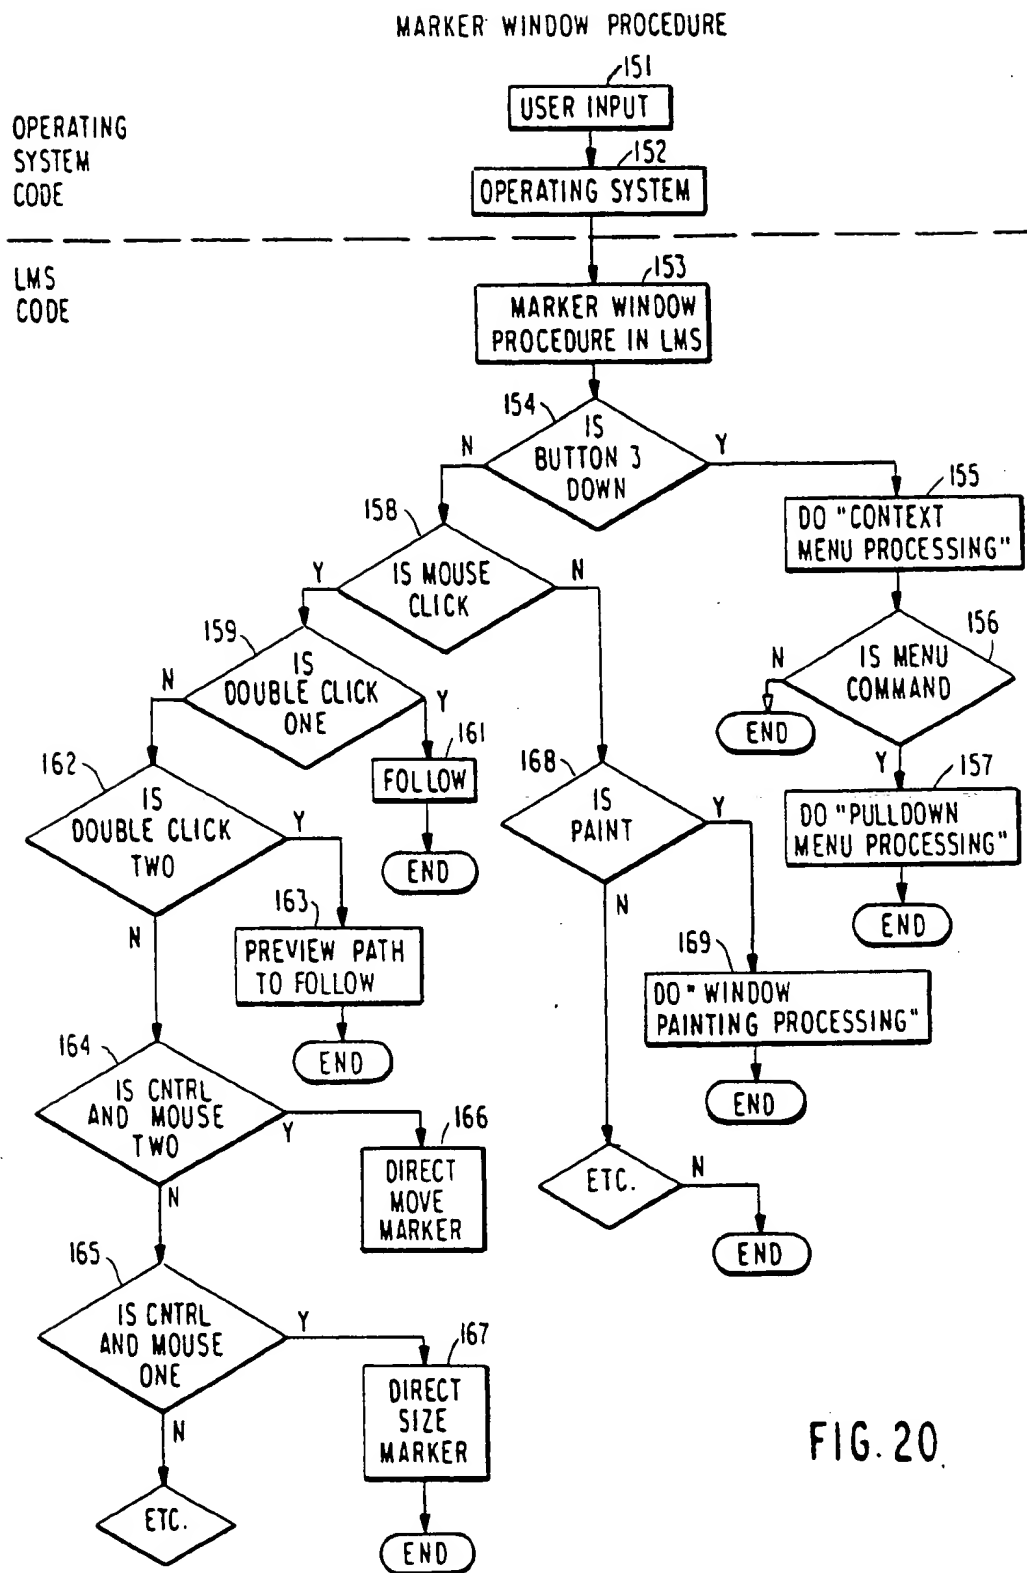 MARKER WINDOW PROCEDURE
151
USER INPUT
OPERATING
SYSTEM
CODE
152
OPERATING SYSTEM
LMS
CODE
153
MARKER WINDOW
PROCEDURE IN LMS
154
IS
BUTTON 3
DOWN
N
Y
155
DO "CONTEXT
MENU PROCESSING"
158
IS MOUSE
CLICK
Y
N
156
IS MENU
COMMAND
N
END
Y
157
DO "PULLDOWN
MENU PROCESSING"
END
159
IS
DOUBLE CLICK
ONE
N
Y
161
FOLLOW
END
162
IS
DOUBLE CLICK
TWO
Y
N
163
PREVIEW PATH
TO FOLLOW
END
168
IS
PAINT
Y
N
169
DO "WINDOW
PAINTING PROCESSING"
END
164
IS CNTRL
AND MOUSE
TWO
Y
N
166
DIRECT
MOVE
MARKER
ETC.
N
END
165
IS CNTRL
AND MOUSE
ONE
Y
N
167
DIRECT
SIZE
MARKER
END
ETC.
FIG. 20